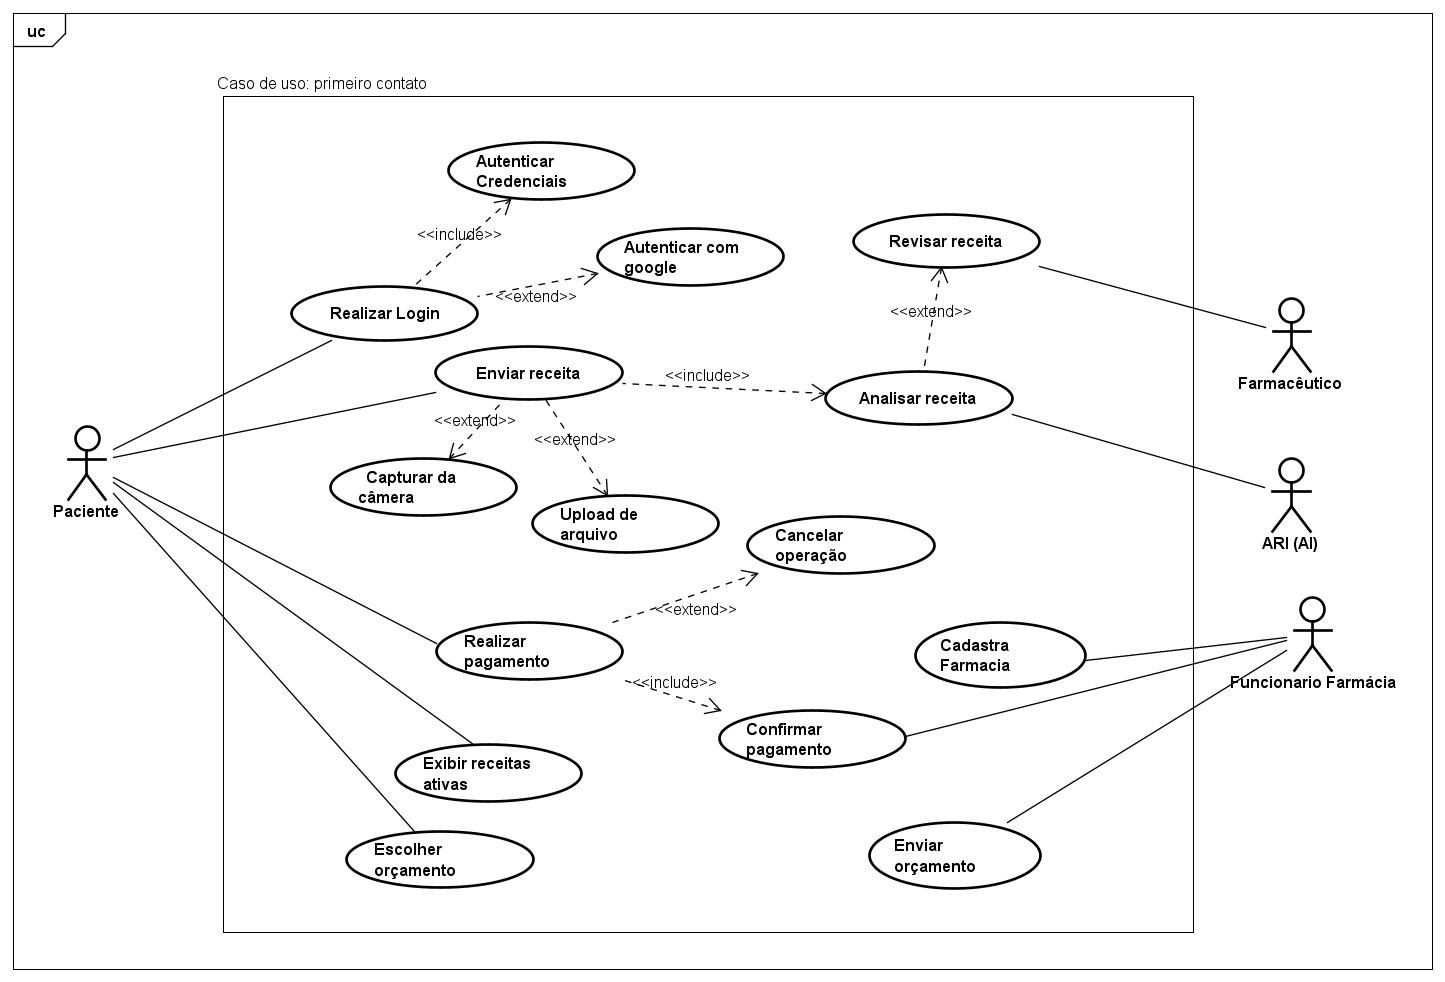 uc
Caso de uso: primeiro contato
Autenticar
Credenciais
<<include>>
Autenticar com
google
<<extend>>
Revisar receita
<<extend>>
Realizar Login
Farmacêutico
Enviar receita
<<include>>
Analisar receita
<<extend>>
<<extend>>
Capturar da
câmera
Upload de
arquivo
Paciente
ARI (AI)
Cancelar
operação
<<extend>>
Realizar
pagamento
<<include>>
Cadastra
Farmacia
Funcionario Farmácia
Confirmar
pagamento
Exibir receitas
ativas
Escolher
orçamento
Enviar
orçamento